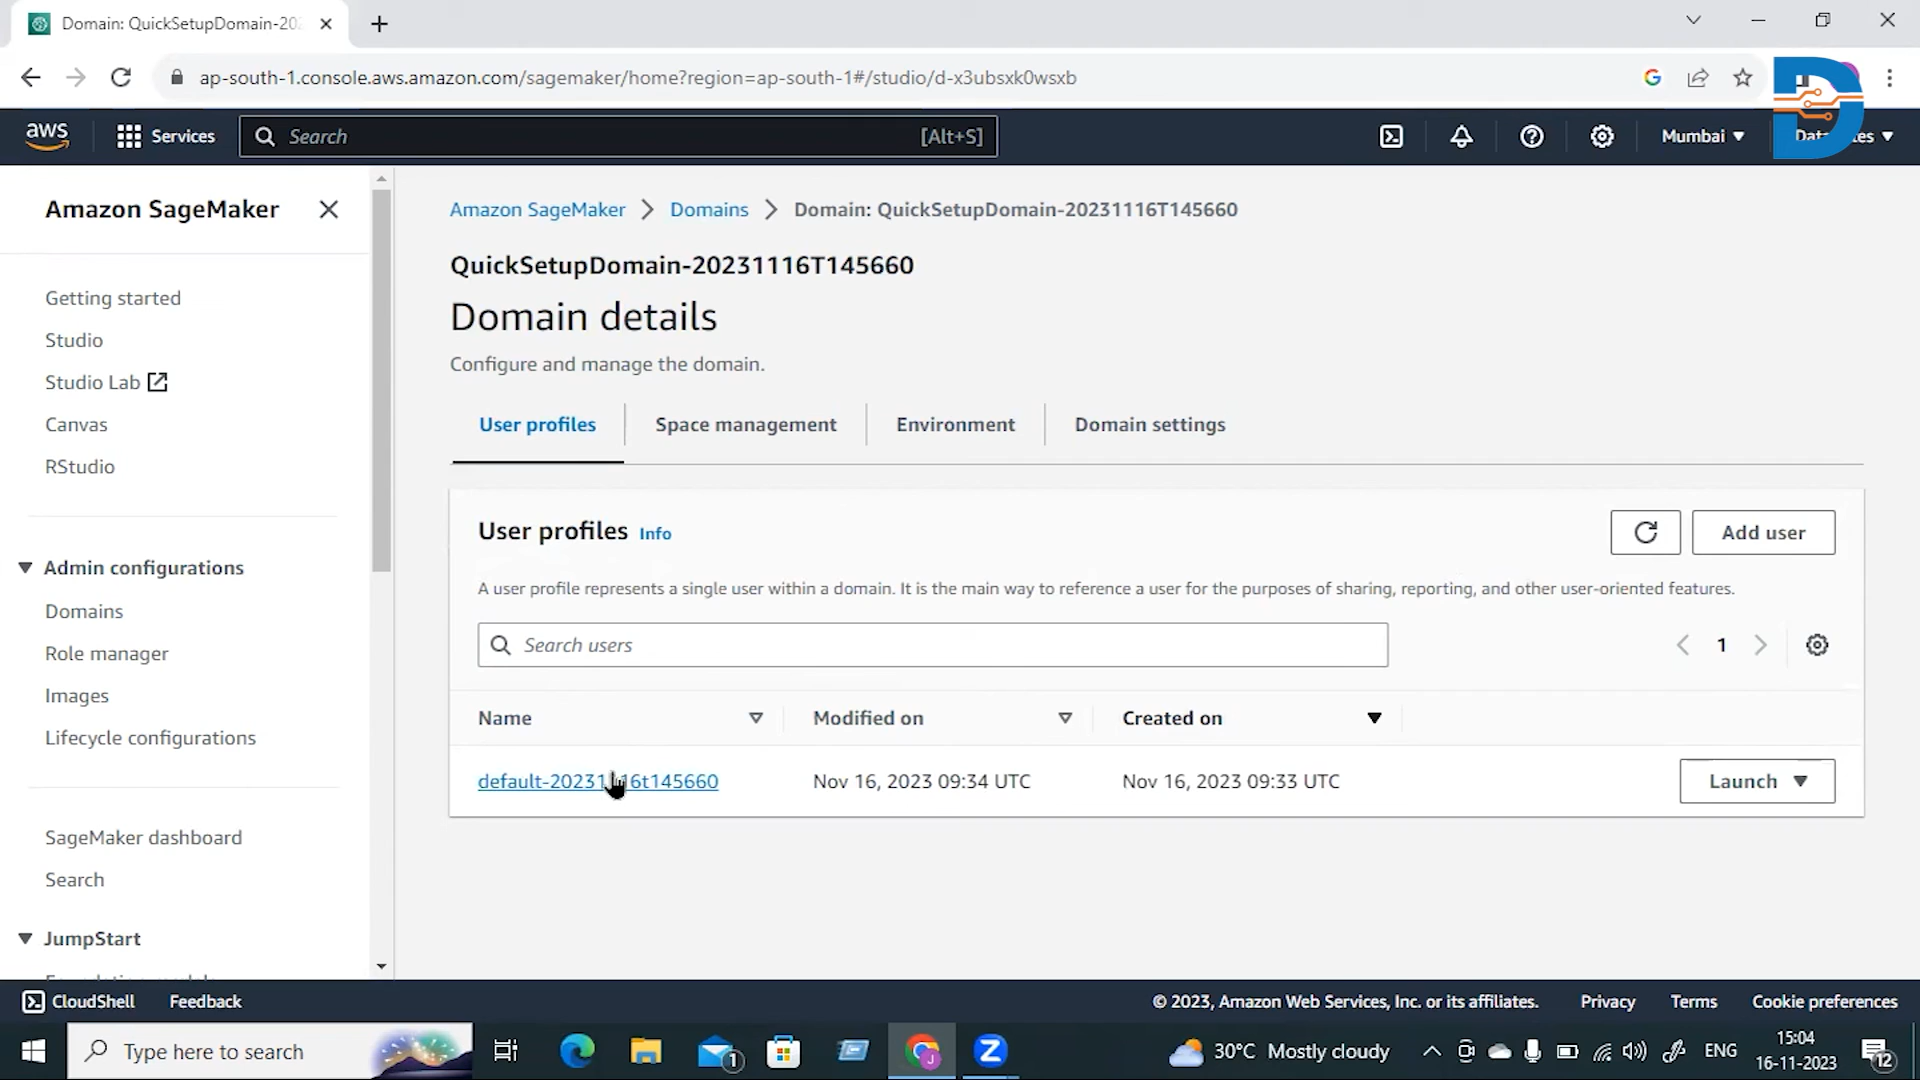 Domain: QuickSetupDomain-202
ap-south-1.console.aws.amazon.com/sagemaker/home?region=ap-south-1#/studio/d-x3ubsxk0wsxb
aws
Services
Search
[Alt+S]
Mumbai
Amazon SageMaker
Getting started
Studio
Studio Lab
Canvas
RStudio
Admin configurations
Domains
Role manager
Images
Lifecycle configurations
SageMaker dashboard
Search
JumpStart
Amazon SageMaker
Domains
Domain: QuickSetupDomain-20231116T145660
QuickSetupDomain-20231116T145660
Domain details
Configure and manage the domain.
User profiles
Space management
Environment
Domain settings
User profiles Info
Add user
A user profile represents a single user within a domain. It is the main way to reference a user for the purposes of sharing, reporting, and other user-oriented features.
Search users
1
Name
Modified on
Created on
default-20231116t145660
Nov 16, 2023 09:34 UTC
Nov 16, 2023 09:33 UTC
Launch
CloudShell
Feedback
© 2023, Amazon Web Services, Inc. or its affiliates.
Privacy
Terms
Cookie preferences
Type here to search
1
J
Z
30°C Mostly cloudy
ENG
15:04
16-11-2023
12